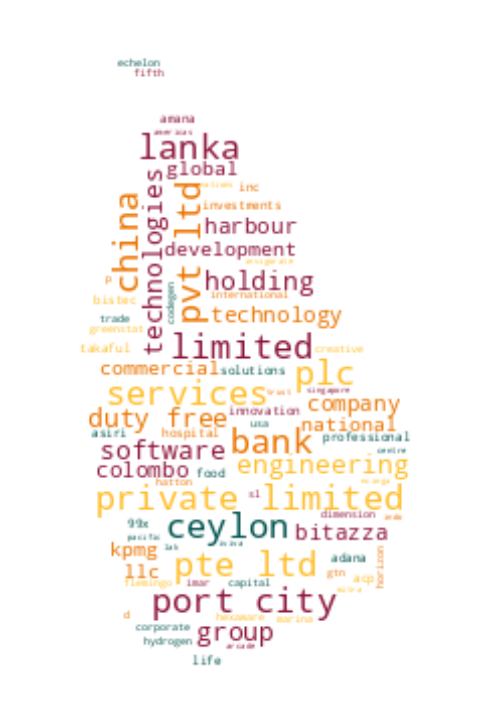 echelon
fifth
amana
americas
lanka
global
china
technologies
pvt ltd
inc
investments
harbour
development
holding
p
international
bistec
codegen
technology
trade
greenstat
limited
takaful
creative
commercial
solutions
plc
services
trust
singapore
company
duty free
innovation
national
usa
asiri
hospital
bank
professional
software
centre
colombo
food
engineering
hatton
private limited
sl
99x
ceylon
dimension
bitazza
pacific
kpmg
lab
adana
horizon
llc
pte ltd
gtn
acp
flemingo
imar
capital
port city
d
hexaware
marina
corporate
group
hydrogen
arcade
life